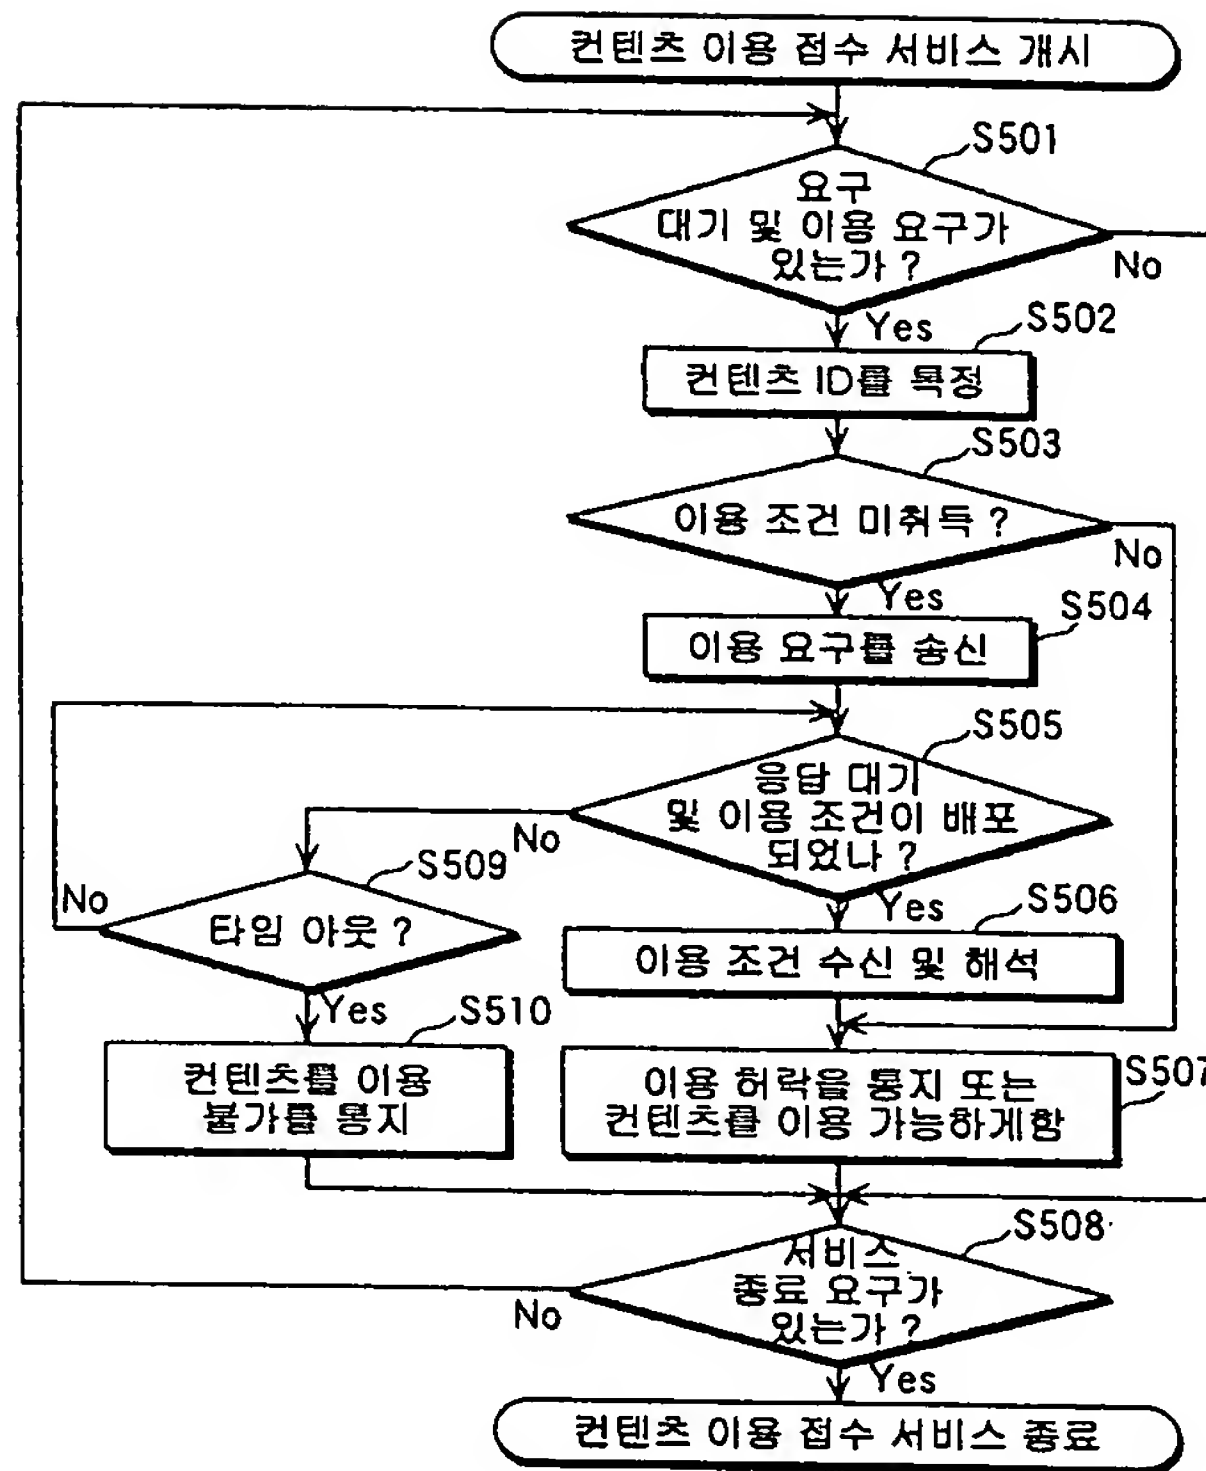 컨텐츠 이용 접수 서비스 개시
S501
요구
대기 및 이용 요구가
있는가 ?
No
Yes
S502
컨텐츠 ID를 특정
S503
이용 조건 미취득 ?
No
Yes
S504
이용 요구를 송신
S505
응답 대기
및 이용 조건이 배포
되었나 ?
No
Yes
S509
타임 아웃 ?
No
Yes
S506
이용 조건 수신 및 해석
S510
컨텐츠를 이용
불가를 통지
S507
이용 허락을 통지 또는
컨텐츠를 이용 가능하게함
S508
서비스
종료 요구가
있는가 ?
No
Yes
컨텐츠 이용 접수 서비스 종료